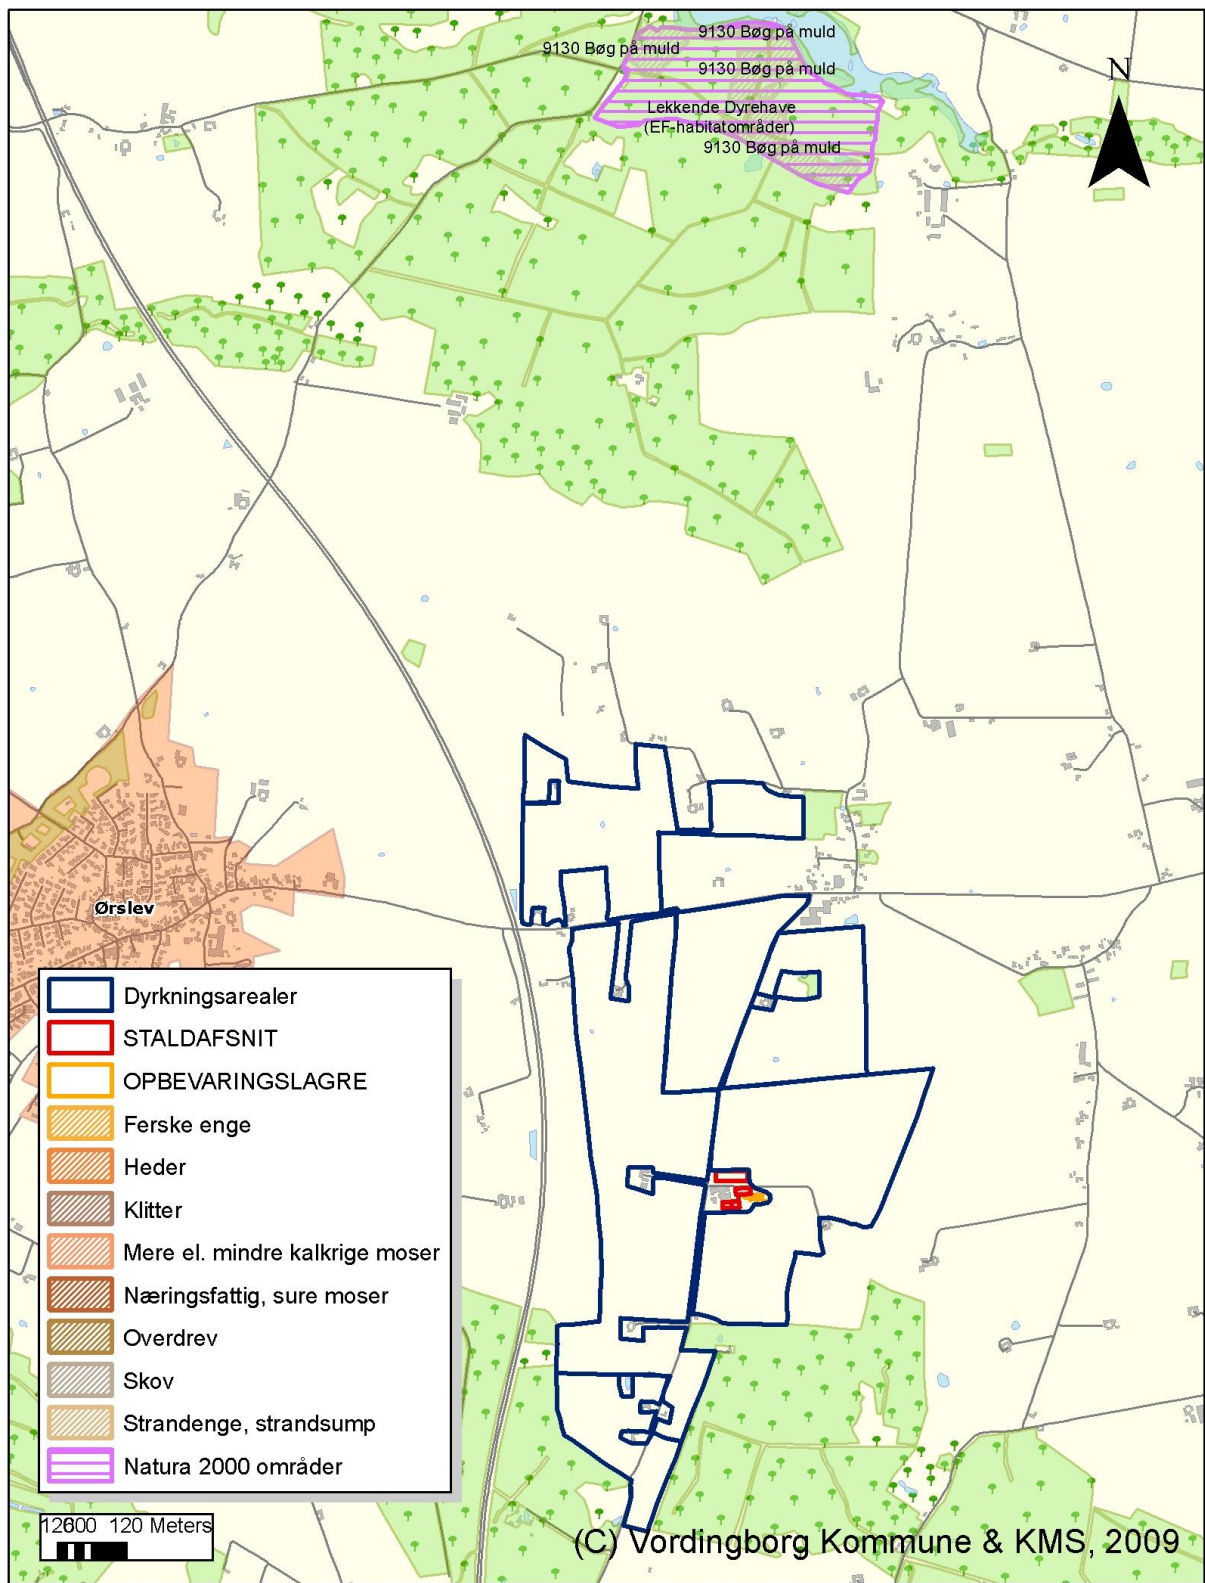 9130 Bøg på muld
9130 Bøg på muld
9130 Bøg på muld
Lekkende Dyrehave
(EF-habitatområder)
9130 Bøg på muld
N
Ørslev
Dyrkningsarealer
STALDAFSNIT
OPBEVARINGSLAGRE
Ferske enge
Heder
Klitter
Mere el. mindre kalkrige moser
Næringsfattig, sure moser
Overdrev
Skov
Strandenge, strandsump
Natura 2000 områder
120 Meters
(C) Vordingborg Kommune & KMS, 2009